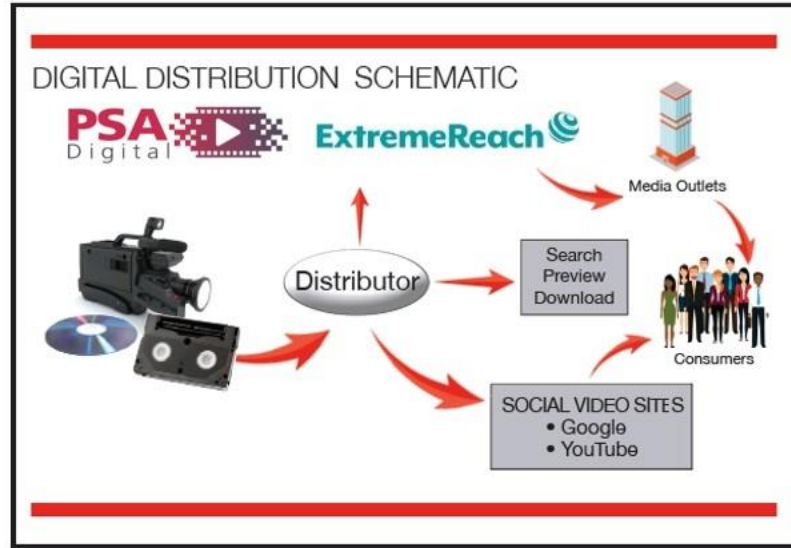 DIGITAL DISTRIBUTION SCHEMATIC
PSA
Digital
ExtremeReach
Media Outlets
Distributor
Search
Preview
Download
Consumers
SOCIAL VIDEO SITES
• Google
• YouTube